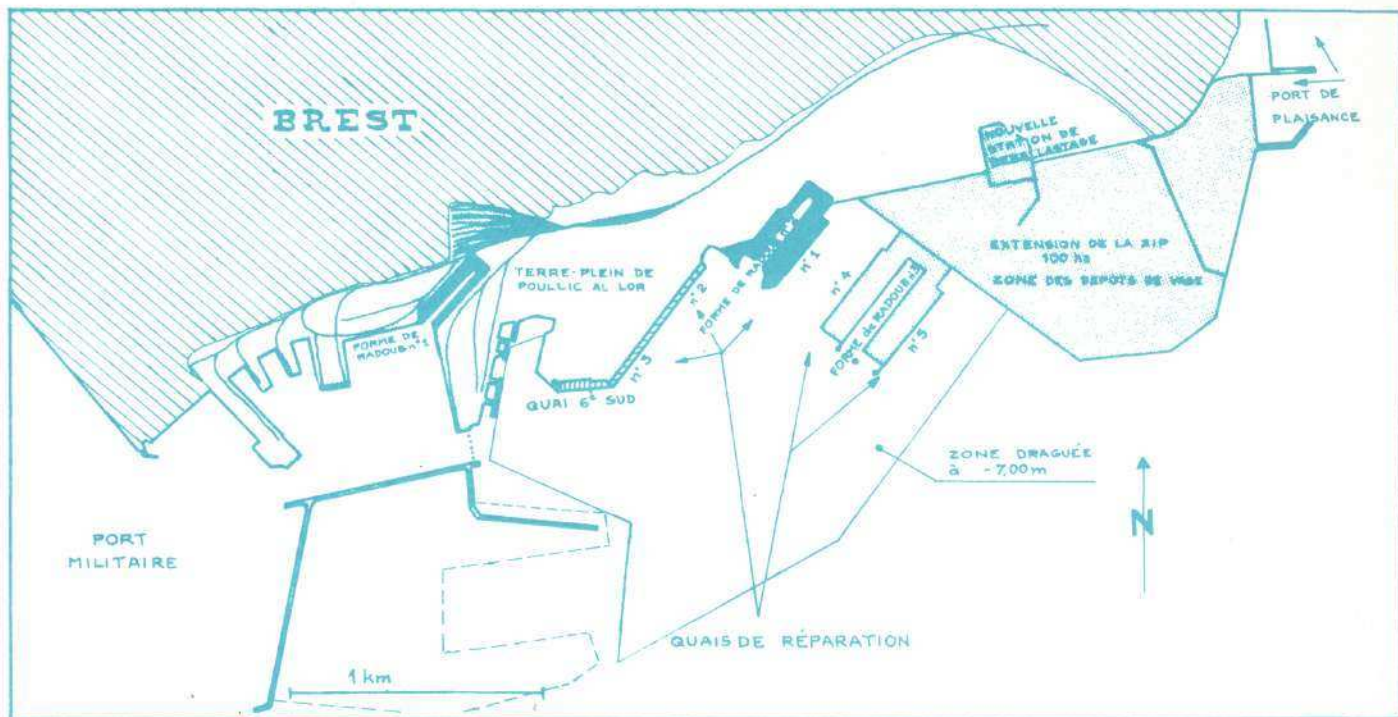 BREST
PORT DE
PLAISANCE
NOUVELLE
STATION DE
DEBALLASTAGE
EXTENSION DE LA ZIP
100 ha
ZONE DES DEPOTS DE VASE
TERRE-PLEIN DE
POULLIC AL LOR
FORME DE
RADOUB n°1
n°2
n°3
FORME DE
n°1
n°4
FORME de RADOUB n°3
n°5
QUAI 6e SUD
ZONE DRAGUÉE
à -7,00m
N
PORT
MILITAIRE
QUAIS DE RÉPARATION
1 km